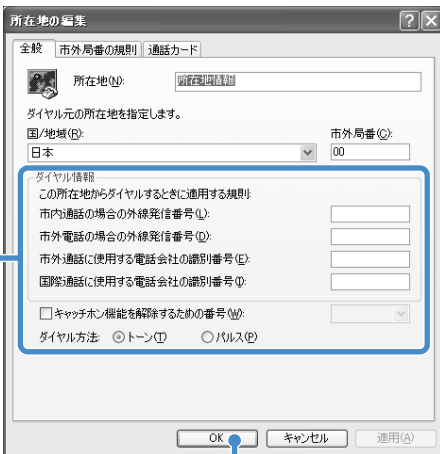 所在地の編集
全般 市外局番の規則 通話カード
所在地(N): 所在地情報
ダイヤル元の所在地を指定します。
国/地域(R): 市外局番(C):
日本 00
ダイヤル情報
この所在地からダイヤルするときに適用する規則:
市内通話の場合の外線発信番号(L):
市外電話の場合の外線発信番号(D):
市外通話に使用する電話会社の識別番号(E):
国際通話に使用する電話会社の識別番号(I):
キャッチホン機能を解除するための番号(W):
ダイヤル方法: トーン(T) パルス(P)
OK キャンセル 適用(A)